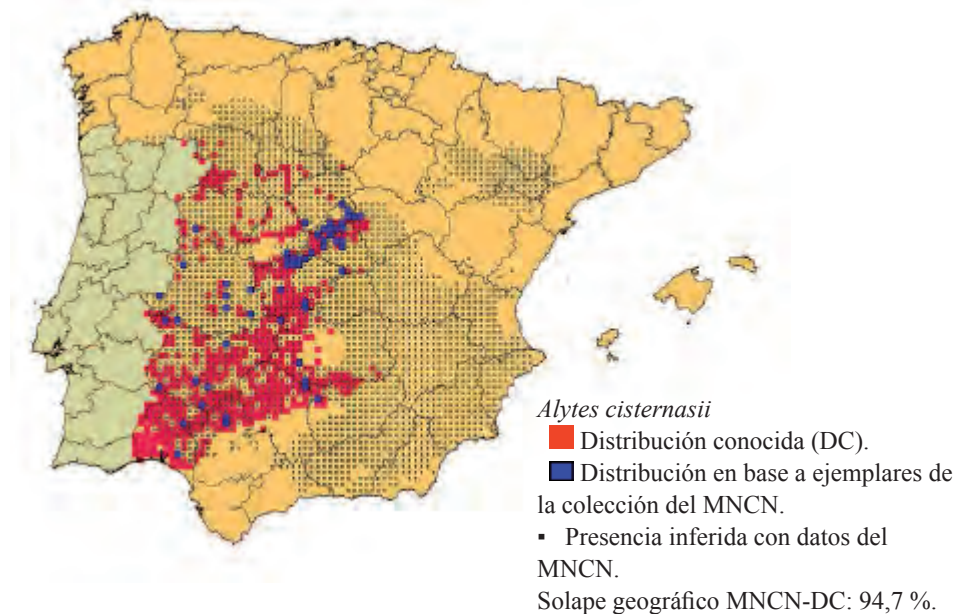 Alytes cisternasii
Distribución conocida (DC).
Distribución en base a ejemplares de
la colección del MNCN.
▪ Presencia inferida con datos del
MNCN.
Solape geográfico MNCN-DC: 94,7 %.